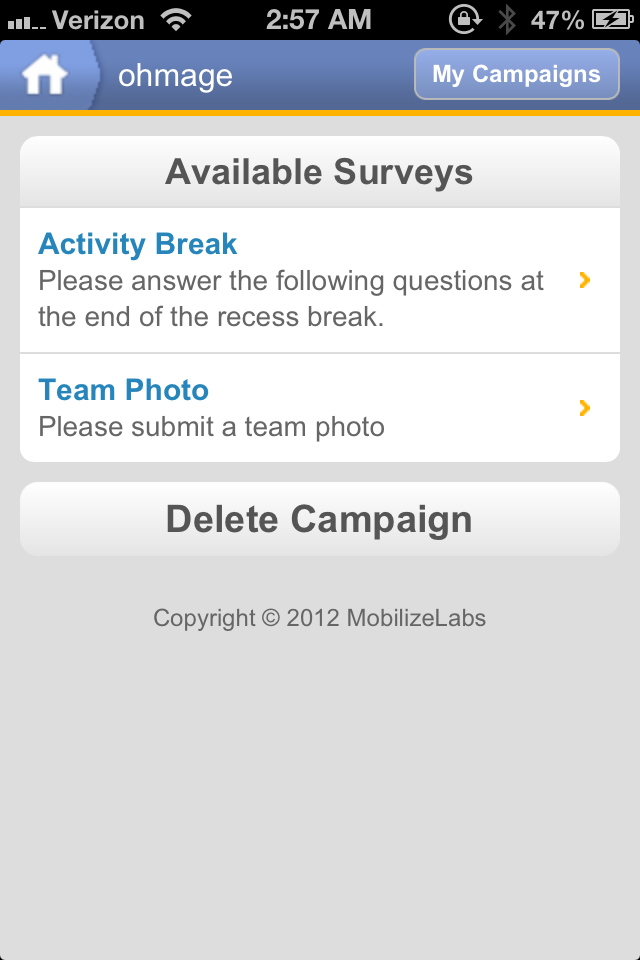 Verizon 2:57 AM 47%
ohmage My Campaigns
Available Surveys
Activity Break
Please answer the following questions at
the end of the recess break.
Team Photo
Please submit a team photo
Delete Campaign
Copyright © 2012 MobilizeLabs